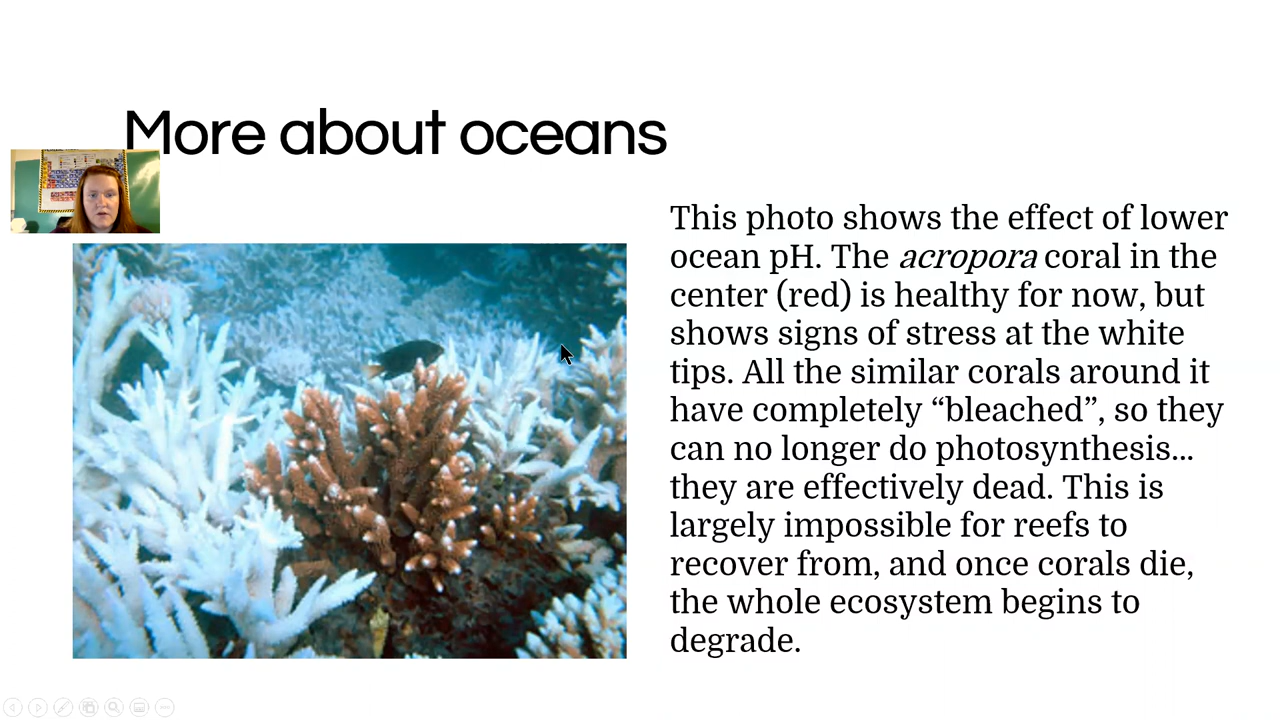 More about oceans
This photo shows the effect of lower
ocean pH. The acropora coral in the
center (red) is healthy for now, but
shows signs of stress at the white
tips. All the similar corals around it
have completely “bleached”, so they
can no longer do photosynthesis...
they are effectively dead. This is
largely impossible for reefs to
recover from, and once corals die,
the whole ecosystem begins to
degrade.